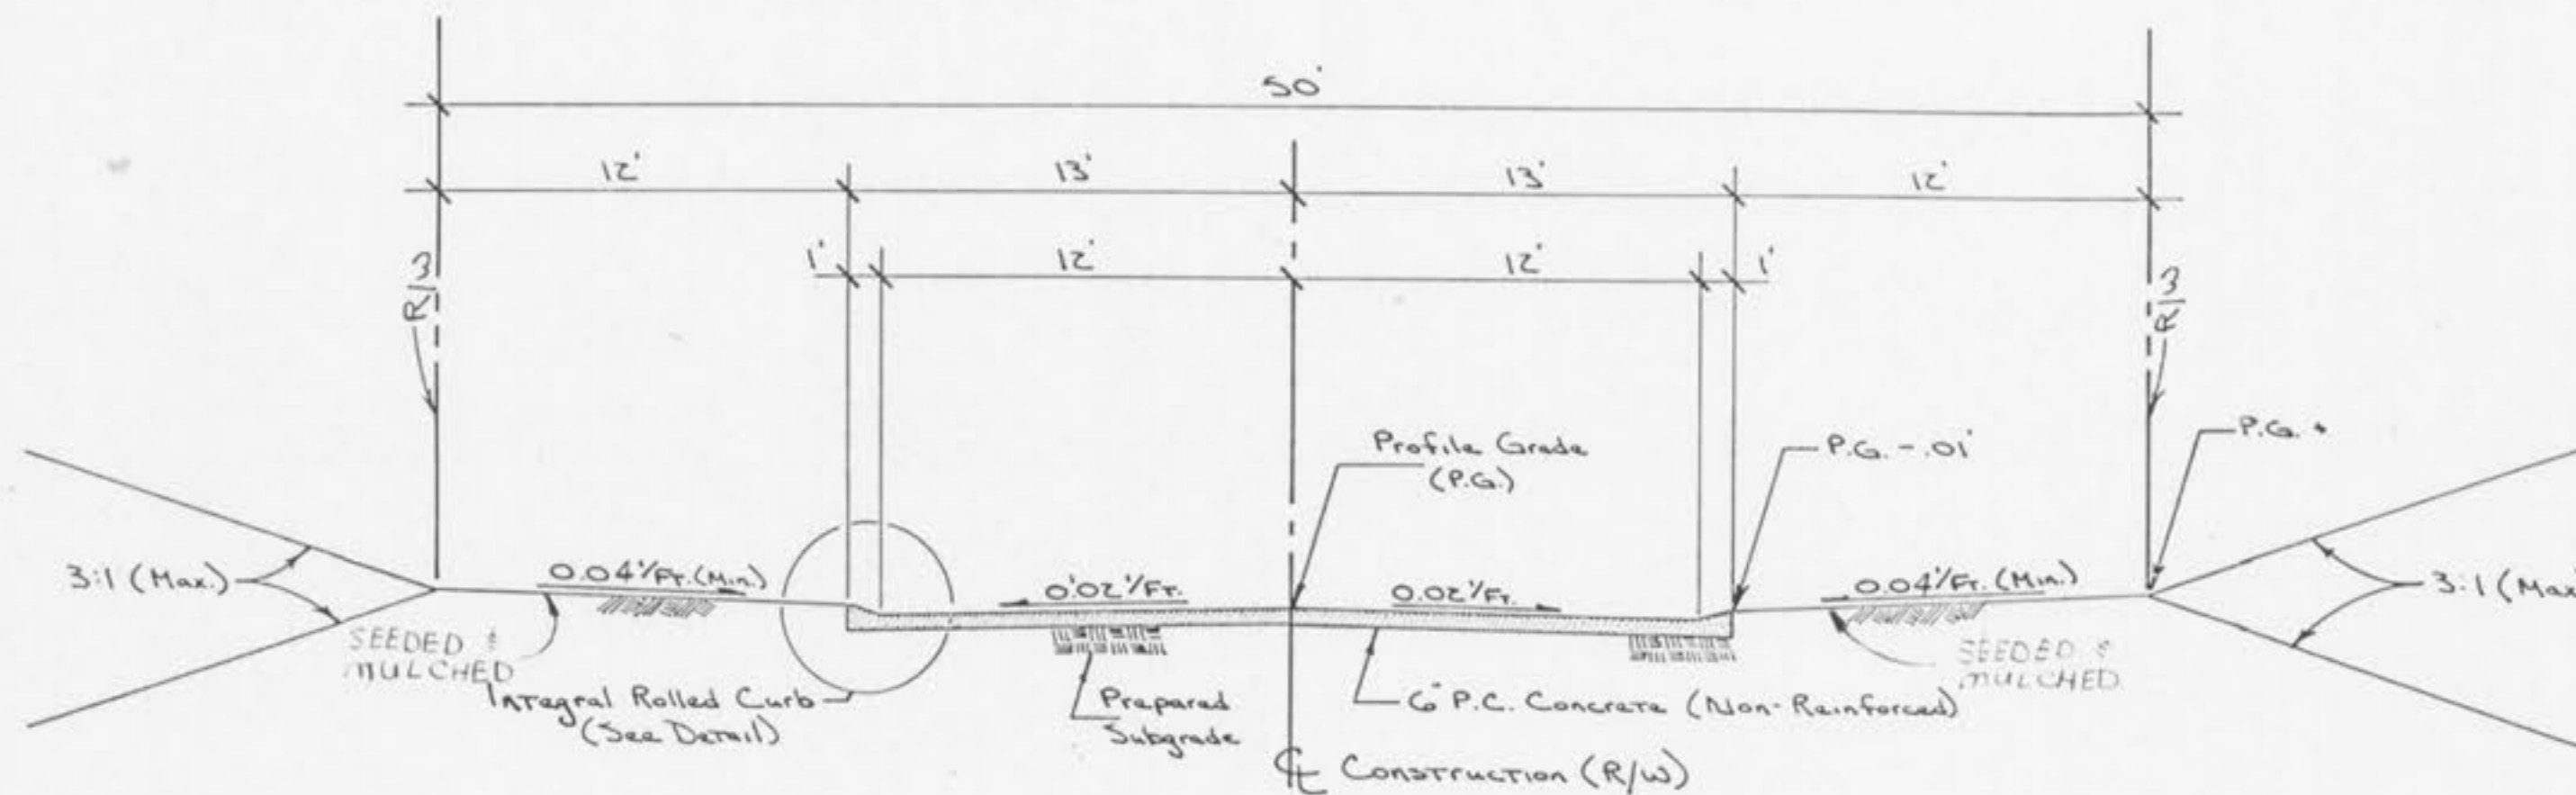 50'
12'
13'
13'
12'
1'
12'
12'
1'
R/W
R/W
Profile Grade
(P.G.)
P.G. - .01'
P.G. +
3:1 (Max.)
0.04'/FT. (Min.)
0.02'/FT.
0.02'/FT.
0.04'/FT. (Min)
3:1 (Max
SEEDED &
MULCHED
Integral Rolled Curb
(See Detail)
Prepared
Subgrade
6" P.C. Concrete (Non-Reinforced)
SEEDED &
MULCHED
℄ Construction (R/W)